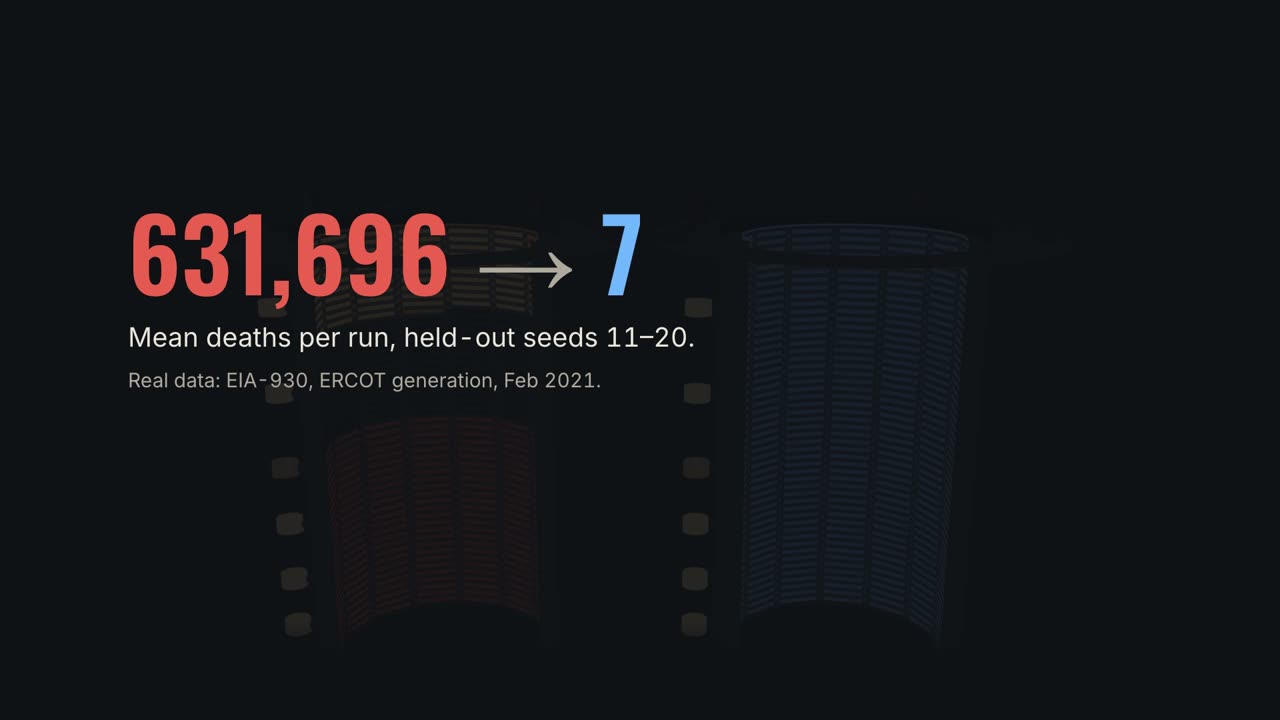 631,696 → 7
Mean deaths per run, held-out seeds 11–20.
Real data: EIA-930, ERCOT generation, Feb 2021.